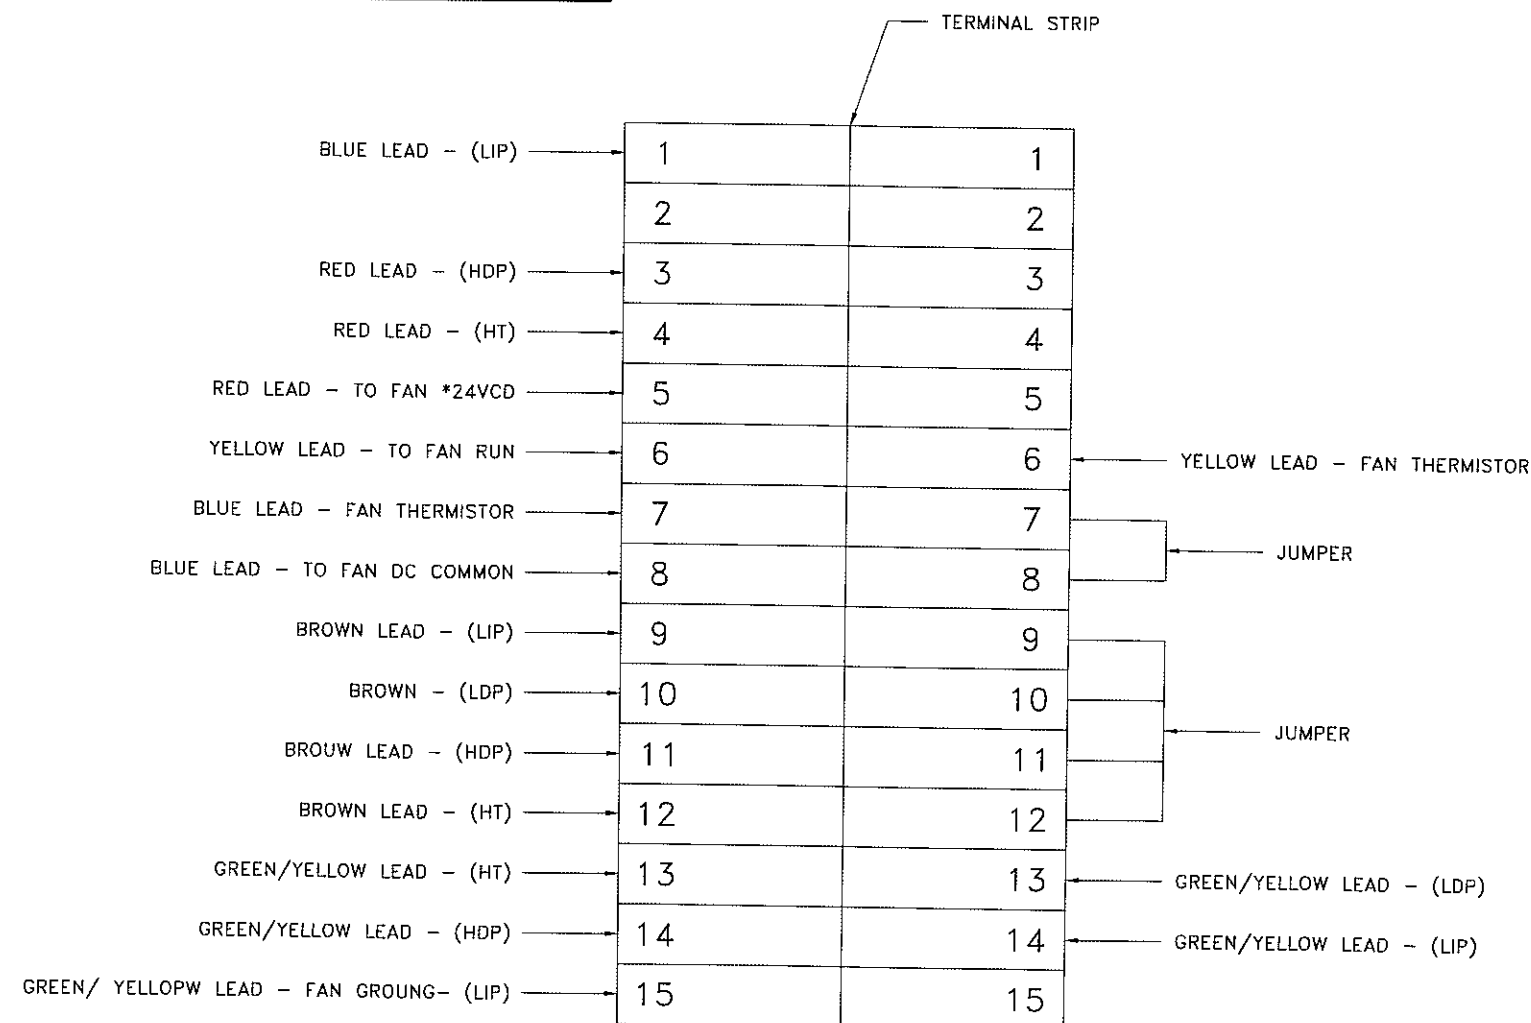 TERMINAL STRIP
BLUE LEAD - (LIP) 1 1
2 2
RED LEAD - (HDP) 3 3
RED LEAD - (HT) 4 4
RED LEAD - TO FAN *24VCD 5 5
YELLOW LEAD - TO FAN RUN 6 6 YELLOW LEAD - FAN THERMISTOR
BLUE LEAD - FAN THERMISTOR 7 7
JUMPER
BLUE LEAD - TO FAN DC COMMON 8 8
BROWN LEAD - (LIP) 9 9
BROWN - (LDP) 10 10
JUMPER
BROUW LEAD - (HDP) 11 11
BROWN LEAD - (HT) 12 12
GREEN/YELLOW LEAD - (HT) 13 13 GREEN/YELLOW LEAD - (LDP)
GREEN/YELLOW LEAD - (HDP) 14 14 GREEN/YELLOW LEAD - (LIP)
GREEN/ YELLOPW LEAD - FAN GROUNG- (LIP) 15 15